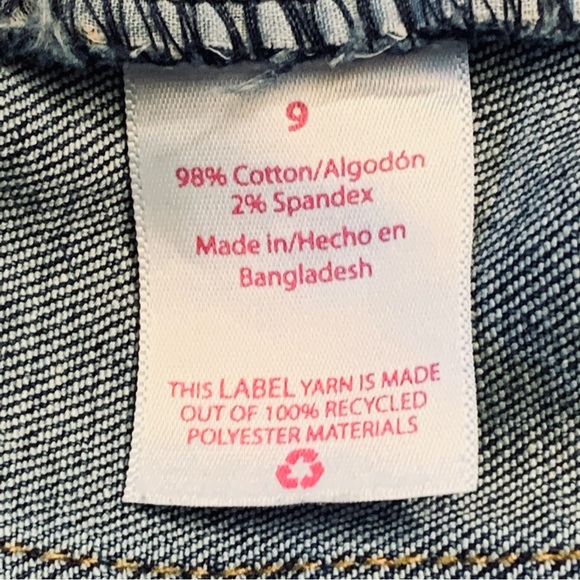 9
98% Cotton/Algodón
2% Spandex
Made in/Hecho en
Bangladesh
THIS LABEL YARN IS MADE
OUT OF 100% RECYCLED
POLYESTER MATERIALS